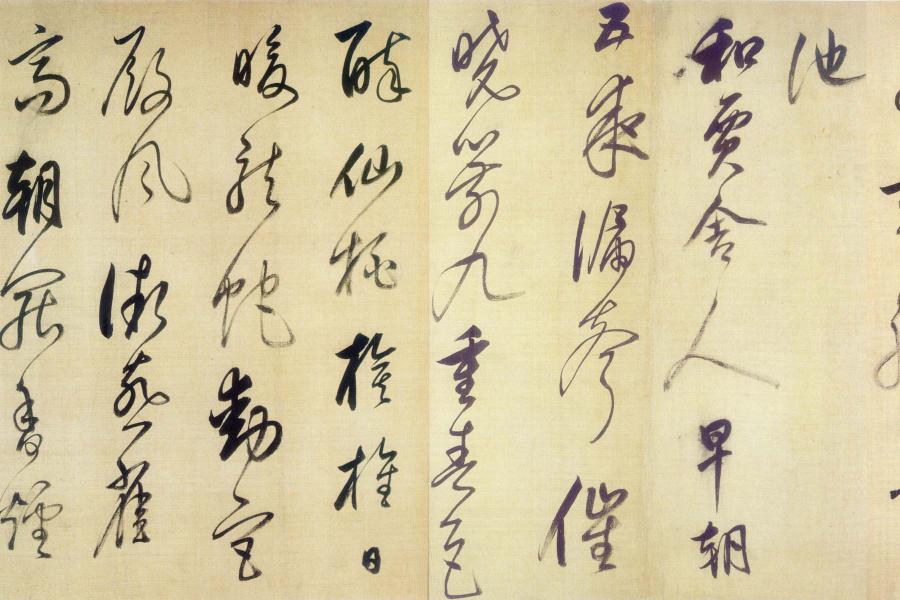 池
和賈舍人早朝
五夜漏聲催
曉箭九重春色
醉仙桃旌旗日
暖龍蛇動宮
殿風微燕雀
高朝罷香煙